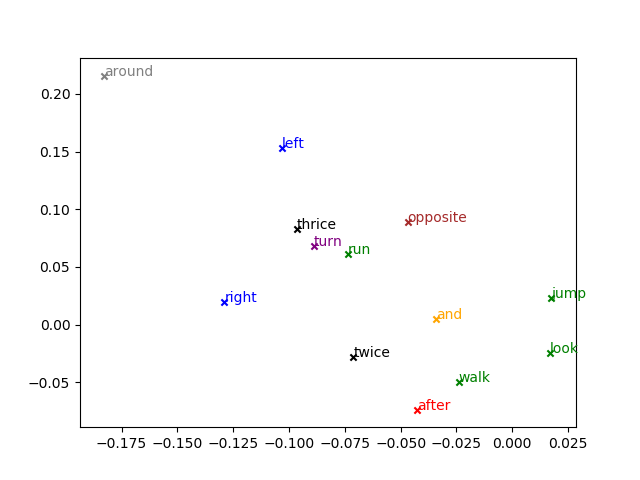 around
0.20
left
0.15
thrice
opposite
0.10
turn
run
0.05
right
jump
and
0.00
twice
look
walk
−0.05
after
−0.175
−0.150
−0.125
−0.100
−0.075
−0.050
−0.025
0.000
0.025